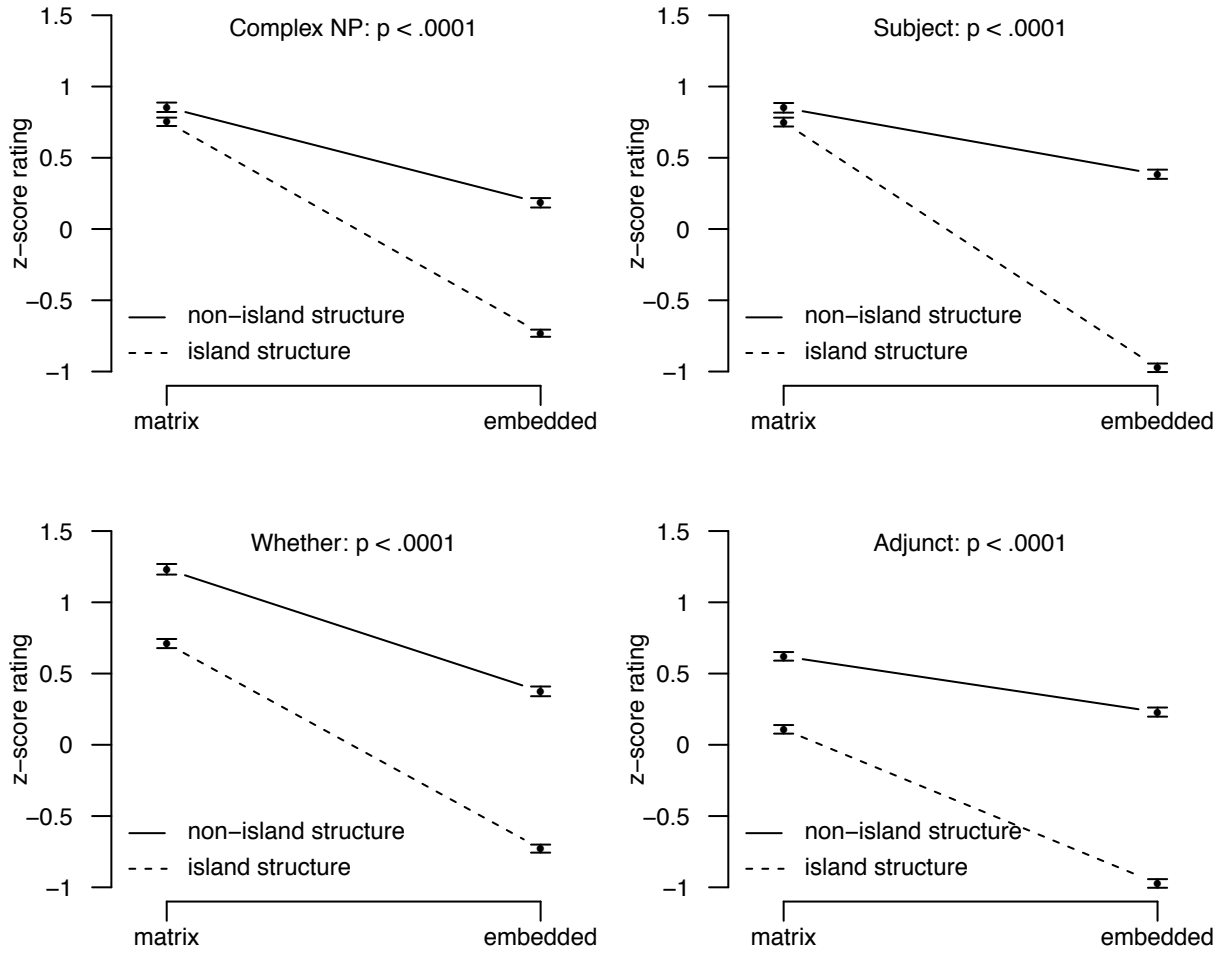 Complex NP: p < .0001
z−score rating
1.5
1
0.5
0
−0.5
−1
non−island structure
island structure
matrix embedded
Subject: p < .0001
z−score rating
1.5
1
0.5
0
−0.5
−1
non−island structure
island structure
matrix embedded
Whether: p < .0001
z−score rating
1.5
1
0.5
0
−0.5
−1
non−island structure
island structure
matrix embedded
Adjunct: p < .0001
z−score rating
1.5
1
0.5
0
−0.5
−1
non−island structure
island structure
matrix embedded